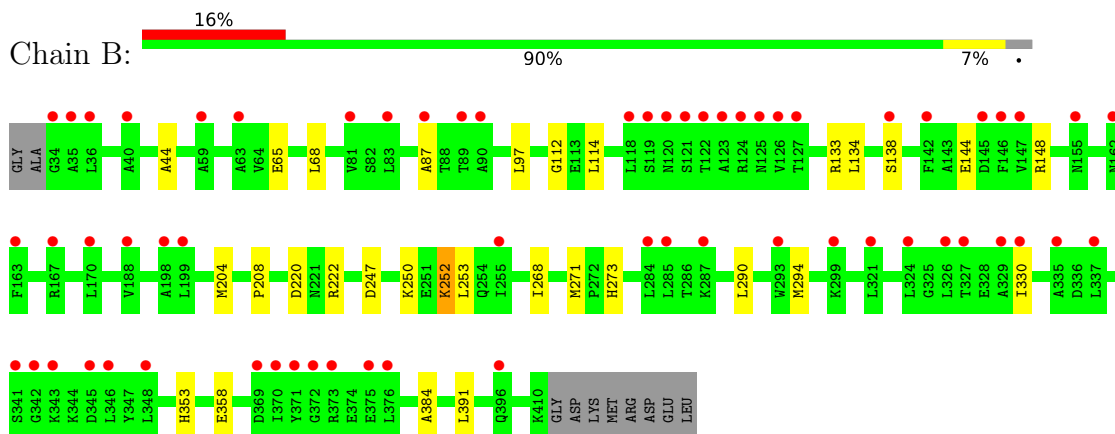 16%
Chain B:
90% 7% •
GLY ALA G34 A35 L36 A40 A44 A59 A63 V64 E65 L68 V81 S82 L83 A87 T88 T89 A90 L97 G112 E113 L114 L118 S119 N120 S121 T122 A123 R124 N125 V126 T127 R133 L134 S138 F142 A143 E144 D145 F146 V147 R148 N155 N162
F163 R167 L170 V188 A198 L199 M204 P208 D220 N221 R222 D247 K250 E251 K252 L253 Q254 I255 I268 M271 P272 H273 L284 L285 T286 K287 L290 W293 M294 K299 L321 L324 G325 L326 T327 E328 A329 I330 A335 D336 L337
S341 G342 K343 K344 D345 L346 Y347 L348 H353 E358 D369 I370 Y371 G372 R373 E374 E375 L376 A384 L391 Q396 K410 GLY ASP LYS MET ARG ASP GLU LEU